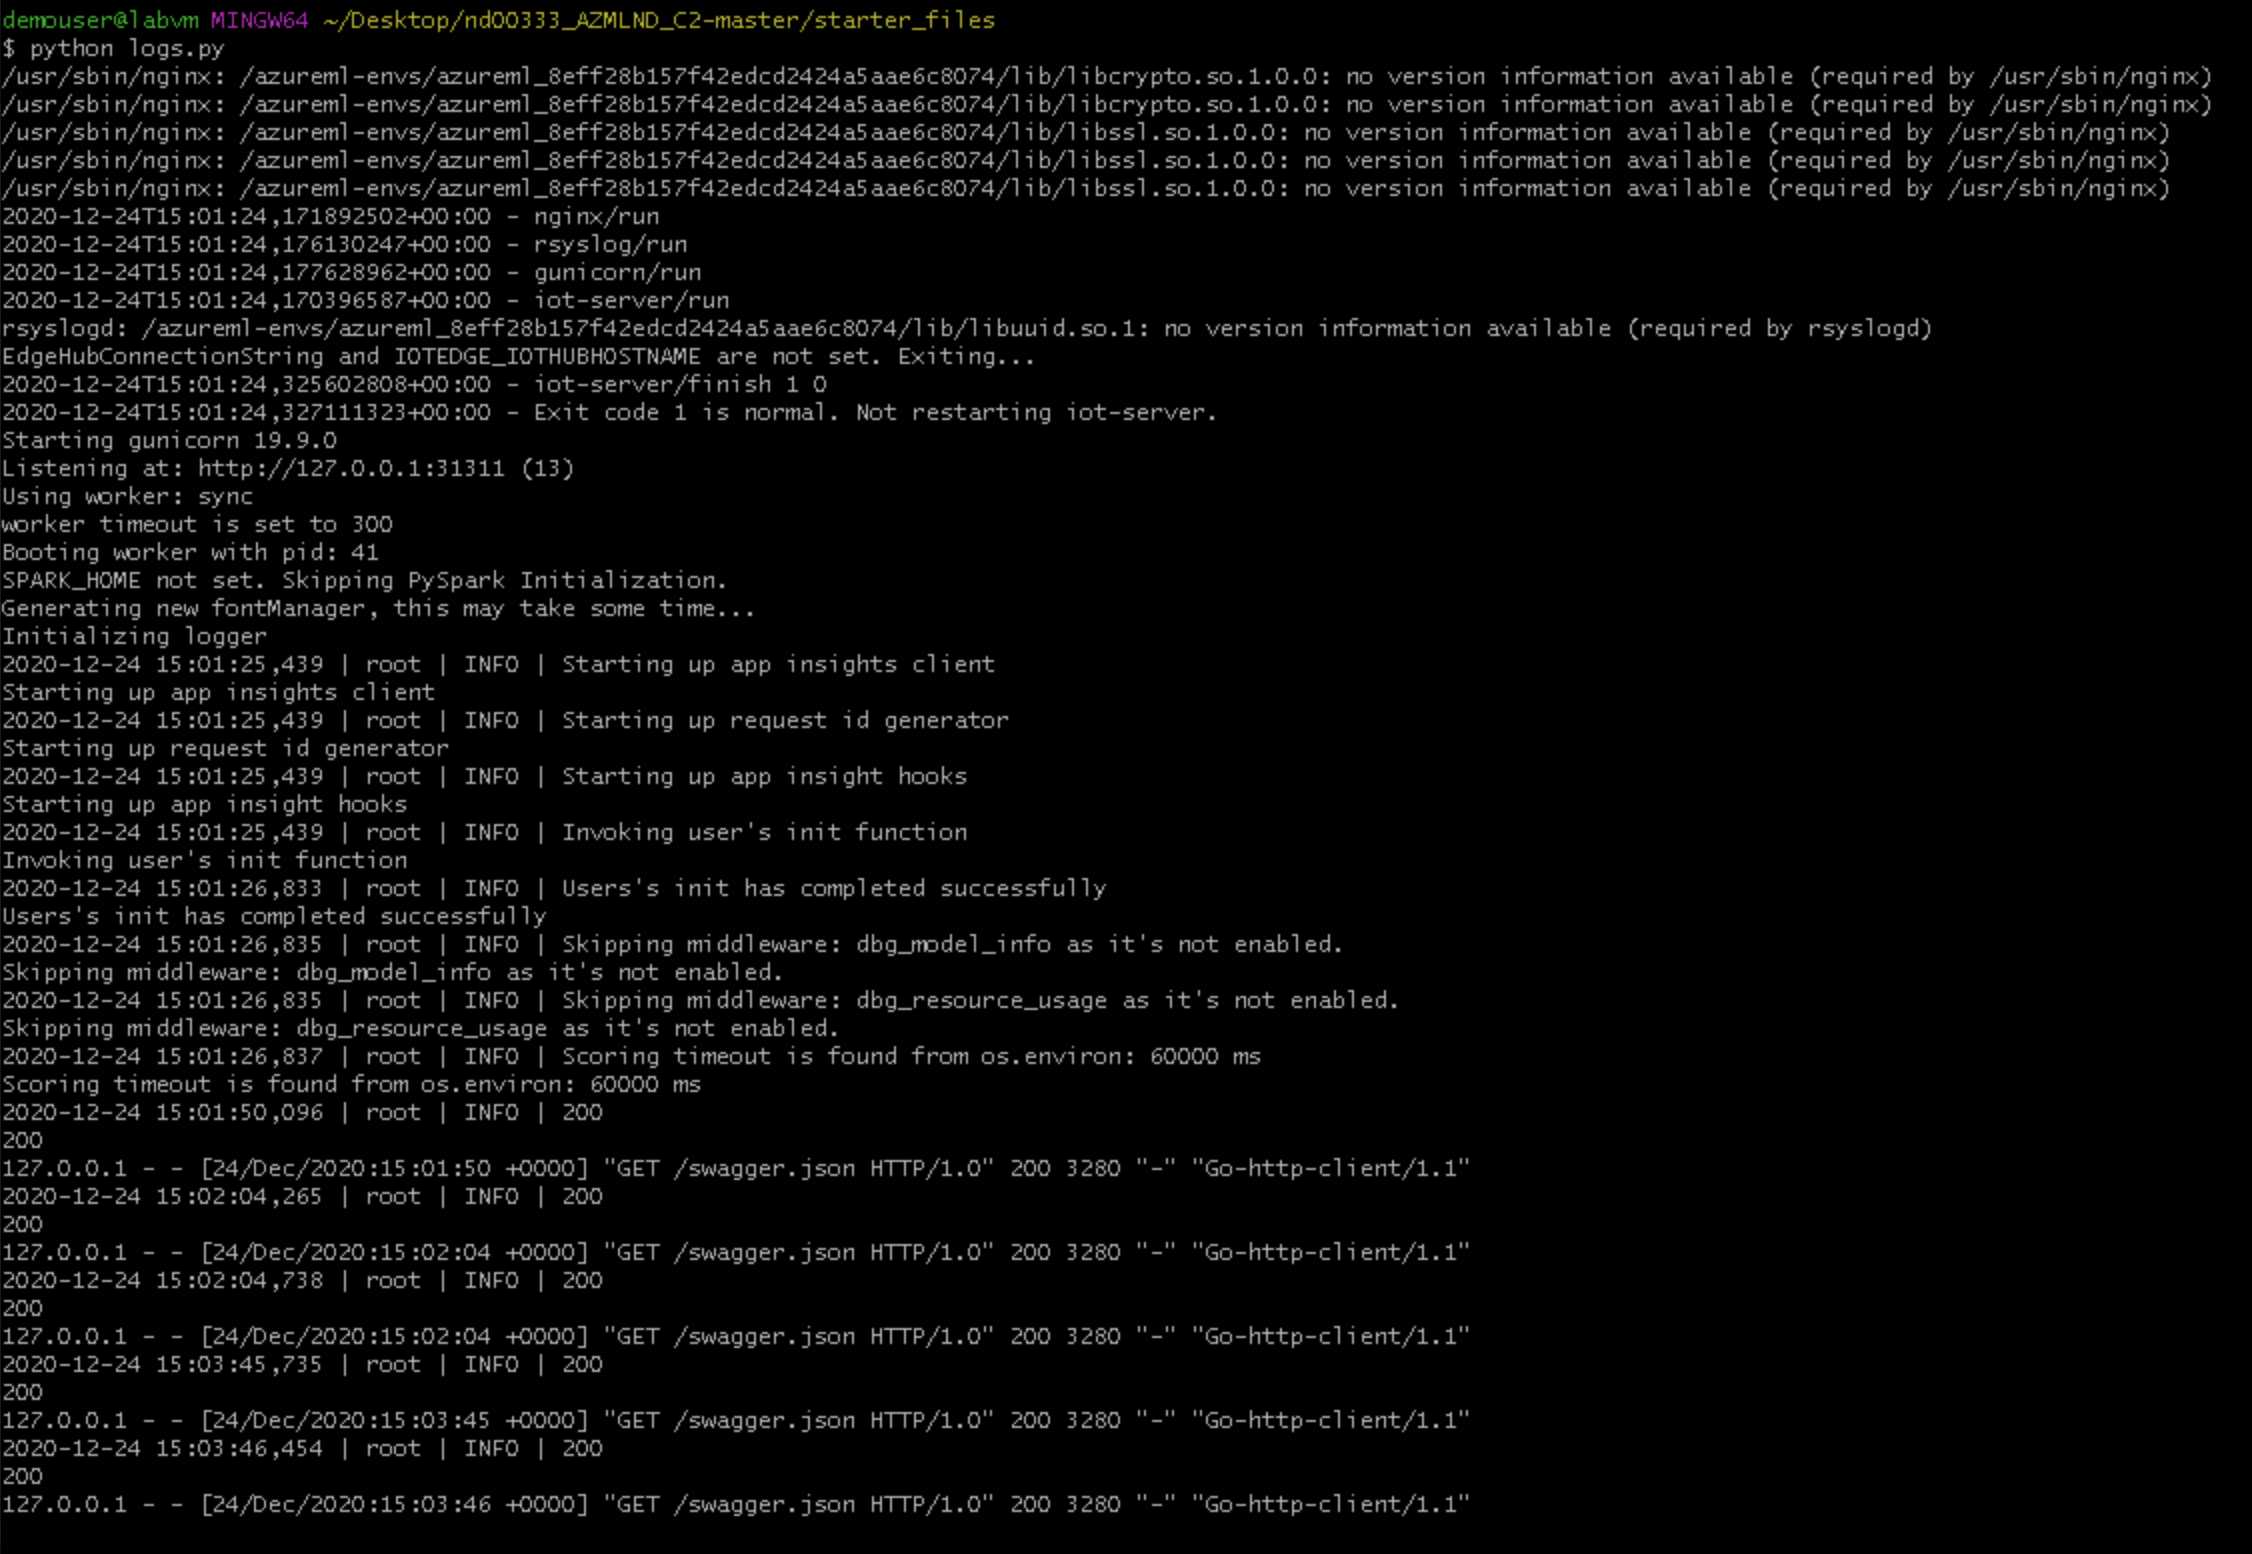 demouser@labvm MINGW64 ~/Desktop/nd00333_AZMLND_C2-master/starter_files
$ python logs.py
/usr/sbin/nginx: /azureml-envs/azureml_8eff28b157f42edcd2424a5aae6c8074/lib/libcrypto.so.1.0.0: no version information available (required by /usr/sbin/nginx)
/usr/sbin/nginx: /azureml-envs/azureml_8eff28b157f42edcd2424a5aae6c8074/lib/libcrypto.so.1.0.0: no version information available (required by /usr/sbin/nginx)
/usr/sbin/nginx: /azureml-envs/azureml_8eff28b157f42edcd2424a5aae6c8074/lib/libssl.so.1.0.0: no version information available (required by /usr/sbin/nginx)
/usr/sbin/nginx: /azureml-envs/azureml_8eff28b157f42edcd2424a5aae6c8074/lib/libssl.so.1.0.0: no version information available (required by /usr/sbin/nginx)
/usr/sbin/nginx: /azureml-envs/azureml_8eff28b157f42edcd2424a5aae6c8074/lib/libssl.so.1.0.0: no version information available (required by /usr/sbin/nginx)
2020-12-24T15:01:24,171892502+00:00 - nginx/run
2020-12-24T15:01:24,176130247+00:00 - rsyslog/run
2020-12-24T15:01:24,177628962+00:00 - gunicorn/run
2020-12-24T15:01:24,170396587+00:00 - iot-server/run
rsyslogd: /azureml-envs/azureml_8eff28b157f42edcd2424a5aae6c8074/lib/libuuid.so.1: no version information available (required by rsyslogd)
EdgeHubConnectionString and IOTEDGE_IOTHUBHOSTNAME are not set. Exiting...
2020-12-24T15:01:24,325602808+00:00 - iot-server/finish 1 0
2020-12-24T15:01:24,327111323+00:00 - Exit code 1 is normal. Not restarting iot-server.
Starting gunicorn 19.9.0
Listening at: http://127.0.0.1:31311 (13)
Using worker: sync
worker timeout is set to 300
Booting worker with pid: 41
SPARK_HOME not set. Skipping PySpark Initialization.
Generating new fontManager, this may take some time...
Initializing logger
2020-12-24 15:01:25,439 | root | INFO | Starting up app insights client
Starting up app insights client
2020-12-24 15:01:25,439 | root | INFO | Starting up request id generator
Starting up request id generator
2020-12-24 15:01:25,439 | root | INFO | Starting up app insight hooks
Starting up app insight hooks
2020-12-24 15:01:25,439 | root | INFO | Invoking user's init function
Invoking user's init function
2020-12-24 15:01:26,833 | root | INFO | Users's init has completed successfully
Users's init has completed successfully
2020-12-24 15:01:26,835 | root | INFO | Skipping middleware: dbg_model_info as it's not enabled.
Skipping middleware: dbg_model_info as it's not enabled.
2020-12-24 15:01:26,835 | root | INFO | Skipping middleware: dbg_resource_usage as it's not enabled.
Skipping middleware: dbg_resource_usage as it's not enabled.
2020-12-24 15:01:26,837 | root | INFO | Scoring timeout is found from os.environ: 60000 ms
Scoring timeout is found from os.environ: 60000 ms
2020-12-24 15:01:50,096 | root | INFO | 200
200
127.0.0.1 - - [24/Dec/2020:15:01:50 +0000] "GET /swagger.json HTTP/1.0" 200 3280 "-" "Go-http-client/1.1"
2020-12-24 15:02:04,265 | root | INFO | 200
200
127.0.0.1 - - [24/Dec/2020:15:02:04 +0000] "GET /swagger.json HTTP/1.0" 200 3280 "-" "Go-http-client/1.1"
2020-12-24 15:02:04,738 | root | INFO | 200
200
127.0.0.1 - - [24/Dec/2020:15:02:04 +0000] "GET /swagger.json HTTP/1.0" 200 3280 "-" "Go-http-client/1.1"
2020-12-24 15:03:45,735 | root | INFO | 200
200
127.0.0.1 - - [24/Dec/2020:15:03:45 +0000] "GET /swagger.json HTTP/1.0" 200 3280 "-" "Go-http-client/1.1"
2020-12-24 15:03:46,454 | root | INFO | 200
200
127.0.0.1 - - [24/Dec/2020:15:03:46 +0000] "GET /swagger.json HTTP/1.0" 200 3280 "-" "Go-http-client/1.1"